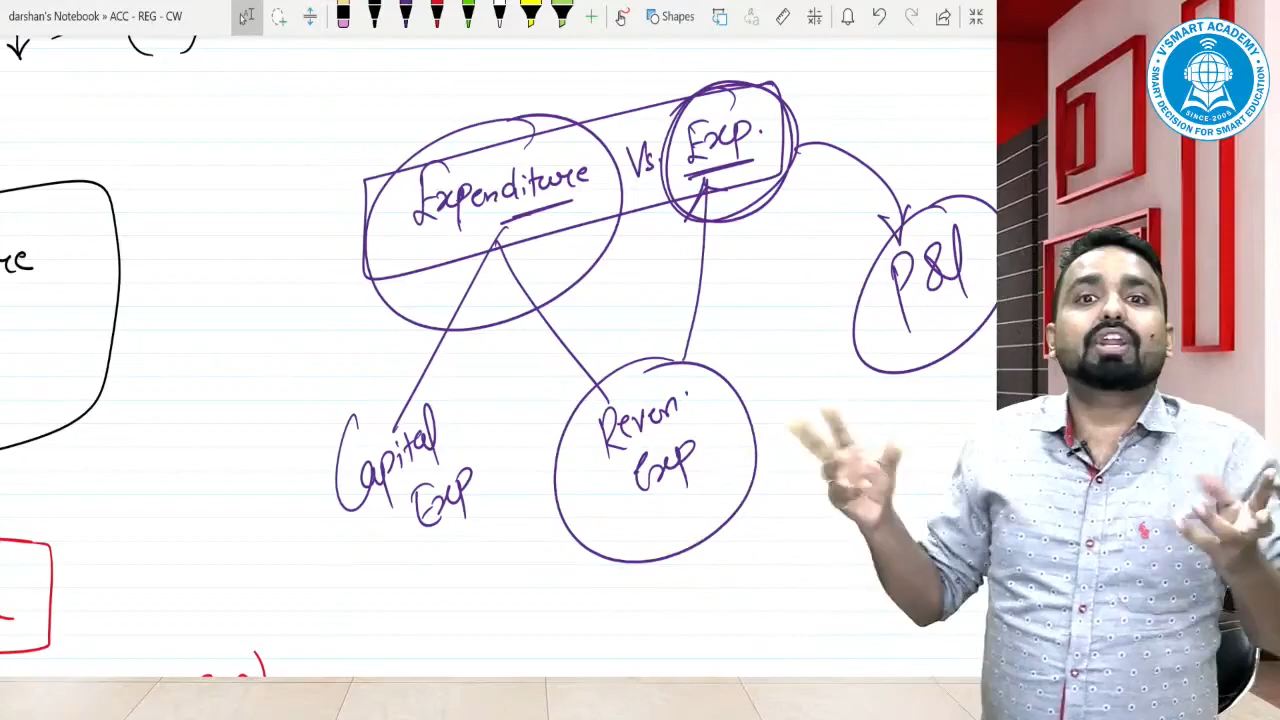 darshan's Notebook » ACC - REG - CW
Shapes
V'SMART ACADEMY
SINCE-2005
SMART DECISION FOR SMART EDUCATION
Expenditure Vs. Exp.
P&L
re
Capital
Exp
Reven.
Exp